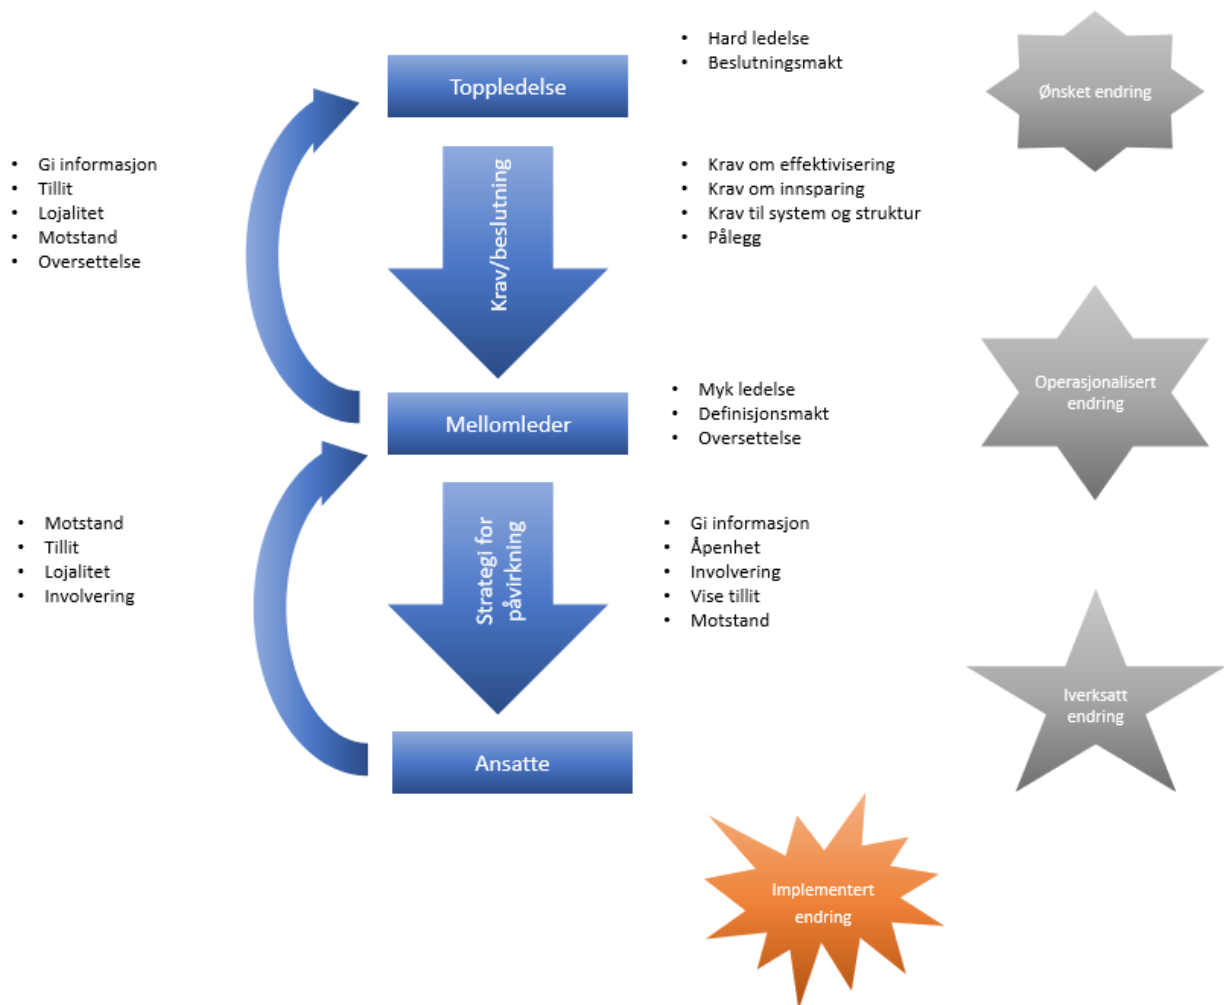 Hard ledelse
Beslutningsmakt
Toppledelse
Ønsket endring
Gi informasjon
Tillit
Lojalitet
Motstand
Oversettelse
Krav/beslutning
Krav om effektivisering
Krav om innsparing
Krav til system og struktur
Pålegg
Mellomleder
Myk ledelse
Definisjonsmakt
Oversettelse
Operasjonalisert
endring
Motstand
Tillit
Lojalitet
Involvering
Strategi for
påvirkning
Gi informasjon
Åpenhet
Involvering
Vise tillit
Motstand
Iverksatt
endring
Ansatte
Implementert
endring